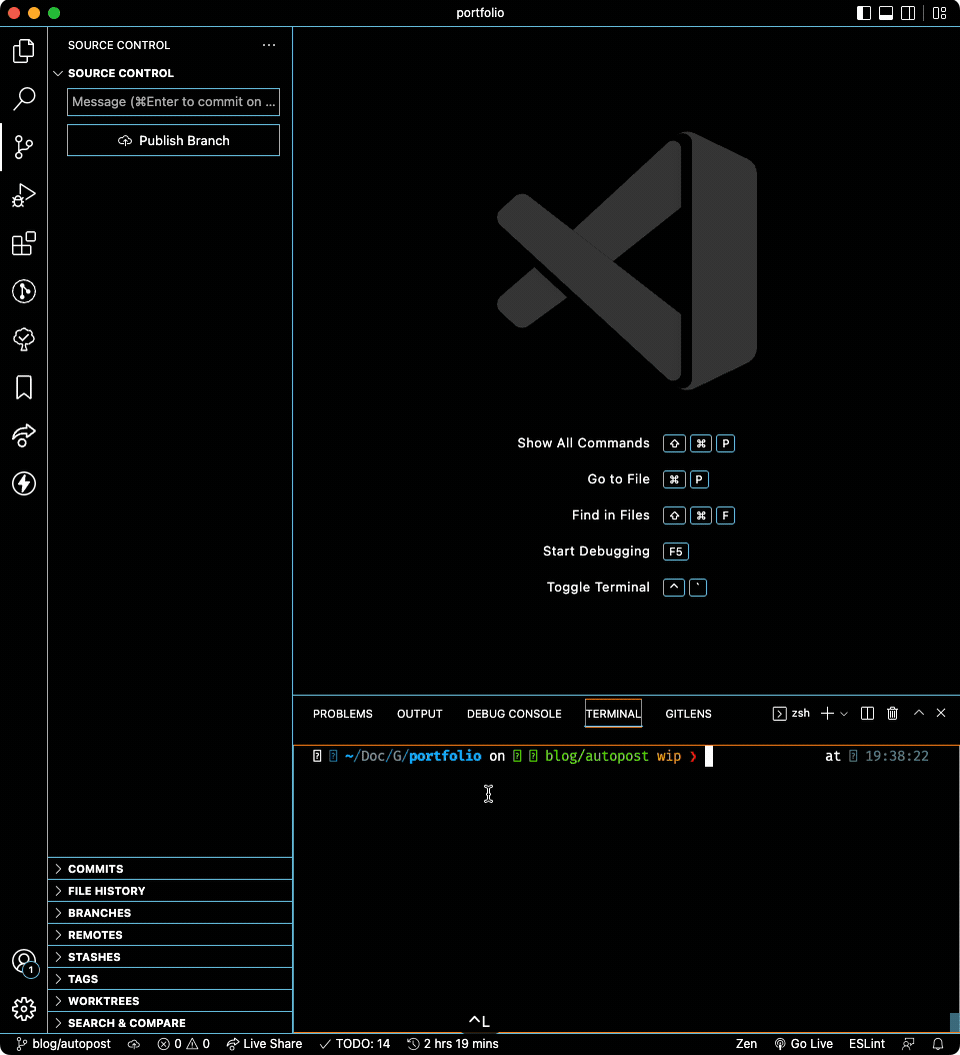 portfolio
SOURCE CONTROL
SOURCE CONTROL
Message (⌘Enter to commit on ...
Publish Branch
Show All Commands ⇧ ⌘ P
Go to File ⌘ P
Find in Files ⇧ ⌘ F
Start Debugging F5
Toggle Terminal ^ `
PROBLEMS OUTPUT DEBUG CONSOLE TERMINAL GITLENS zsh
~/Doc/G/portfolio on blog/autopost wip ❯ at 19:38:22
COMMITS
FILE HISTORY
BRANCHES
REMOTES
STASHES
TAGS
WORKTREES
SEARCH & COMPARE
1
^L
blog/autopost 0 0 Live Share TODO: 14 2 hrs 19 mins Zen Go Live ESLint